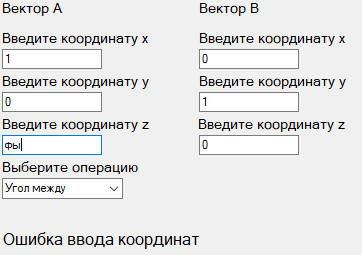 Вектор А Вектор В
Введите координату x Введите координату x
1 0
Введите координату y Введите координату y
0 1
Введите координату z Введите координату z
фы 0
Выберите операцию
Угол между
Ошибка ввода координат